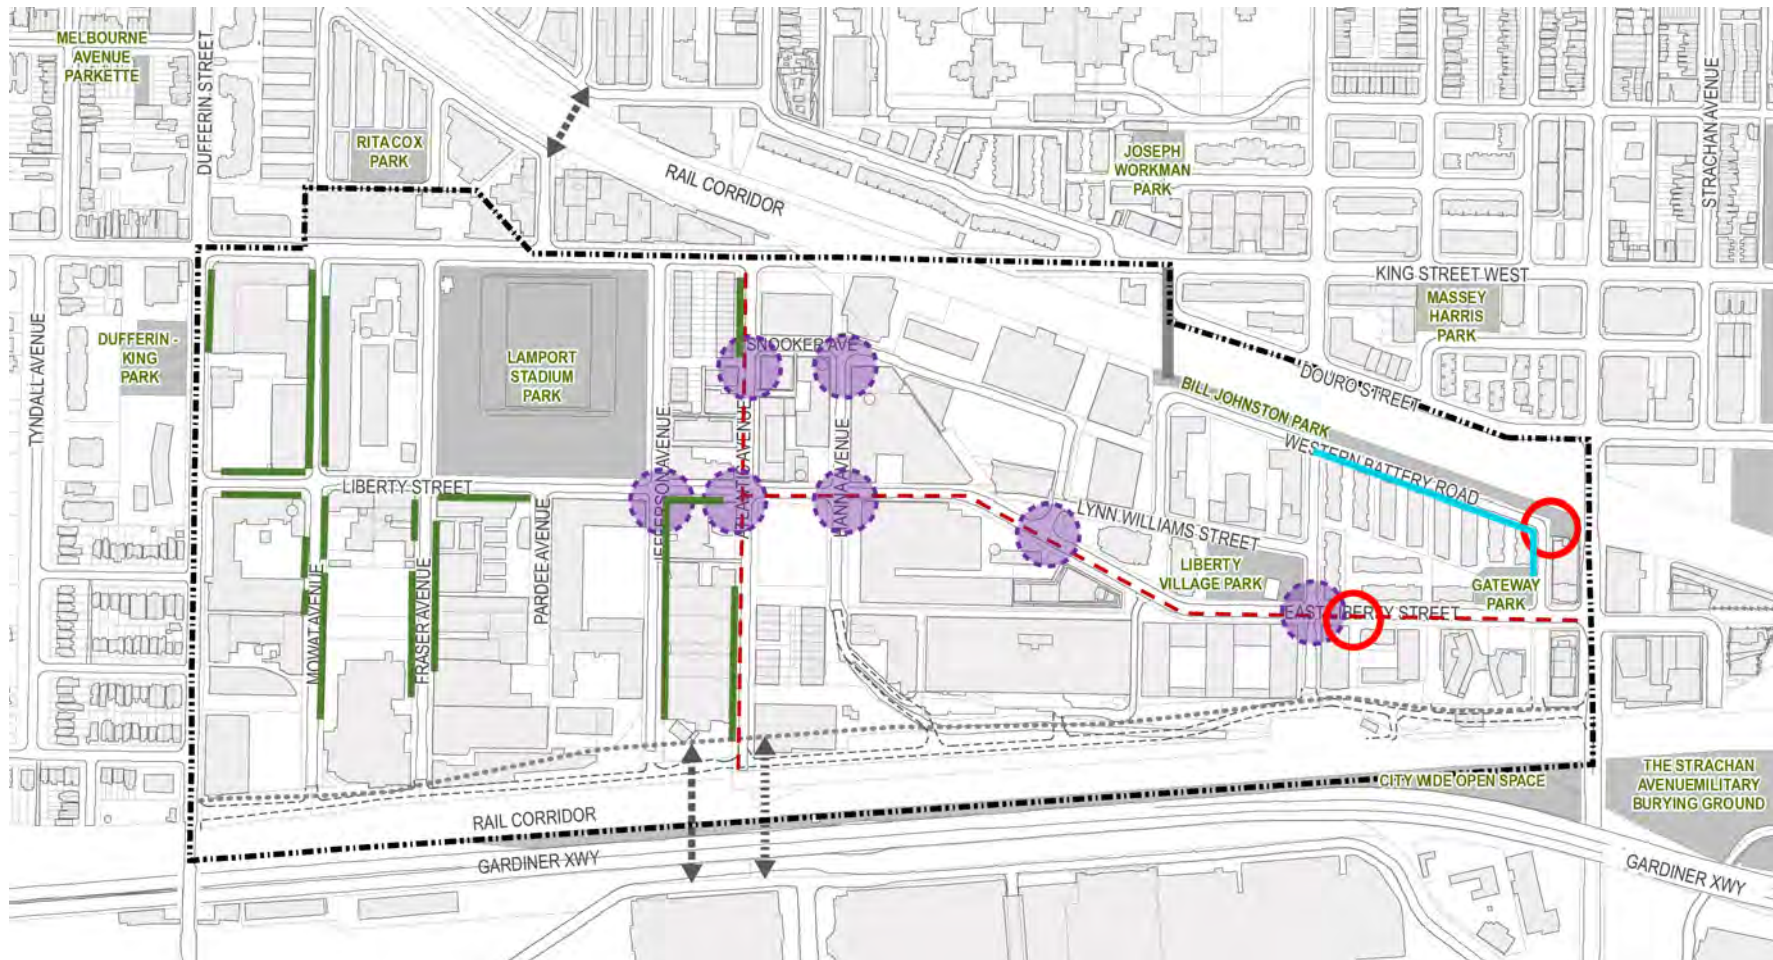 MELBOURNE
AVENUE
PARKETTE
DUFFERIN STREET
RITA COX
PARK
RAIL CORRIDOR
JOSEPH
WORKMAN
PARK
STRACHAN AVENUE
KING STREET WEST
MASSEY
HARRIS
PARK
TYNDALL AVENUE
DUFFERIN -
KING
PARK
LAMPORT
STADIUM
PARK
SNOOKER AVE
DOURO STREET
BILL JOHNSTON PARK
WESTERN BATTERY ROAD
LIBERTY STREET
JEFFERSON AVENUE
ATLANTIC AVENUE
HANNA AVENUE
LYNN WILLIAMS STREET
LIBERTY
VILLAGE PARK
GATEWAY
PARK
EAST LIBERTY STREET
MOWAT AVENUE
FRASER AVENUE
PARDEE AVENUE
CITY WIDE OPEN SPACE
THE STRACHAN
AVENUEMILITARY
BURYING GROUND
RAIL CORRIDOR
GARDINER XWY
GARDINER XWY